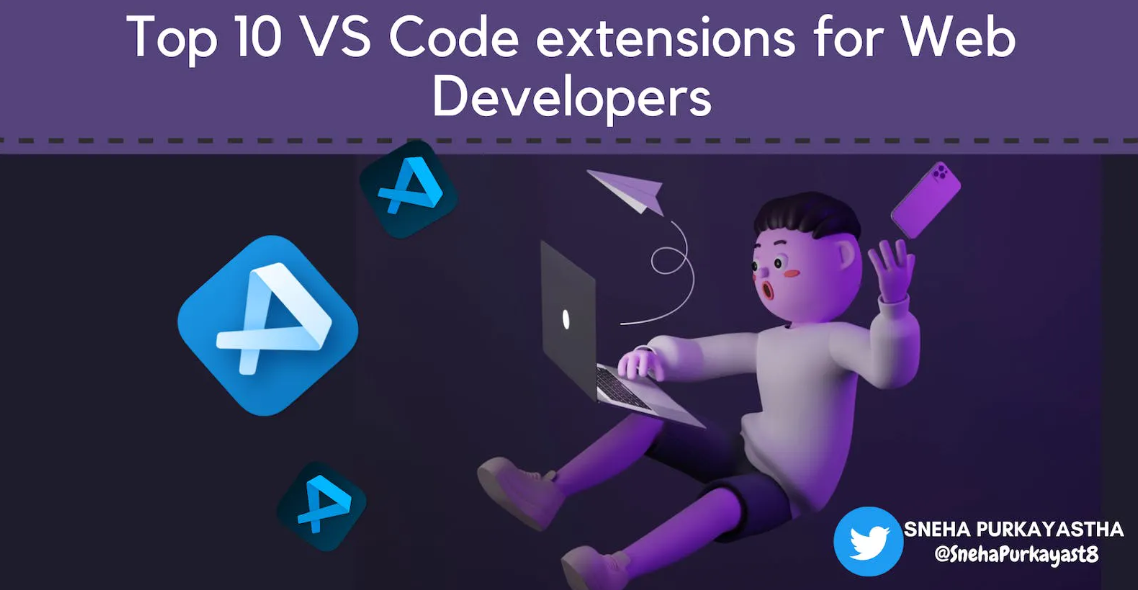 Top 10 VS Code extensions for Web
Developers
SNEHA PURKAYASTHA
@SnehaPurkayast8